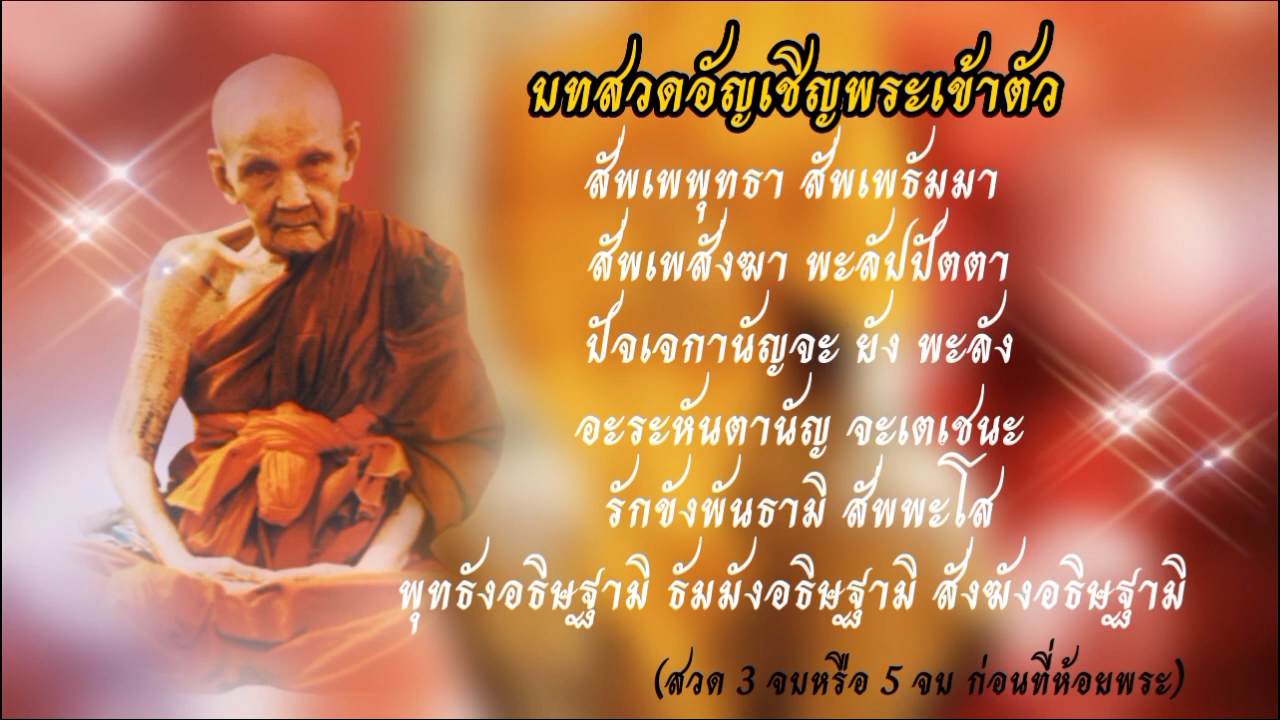 บทสวดอัญเชิญพระเข้าตัว
สัพเพพุทธา สัพเพธัมมา
สัพเพสังฆา พะลัปปัตตา
ปัจเจกานัญจะ ยัง พะลัง
อะระหันตานัญ จะเตเชนะ
รักขังพันธามิ สัพพะโส
พุทธังอธิษฐามิ ธัมมังอธิษฐามิ สังฆังอธิษฐามิ
(สวด 3 จบหรือ 5 จบ ก่อนที่ห้อยพระ)